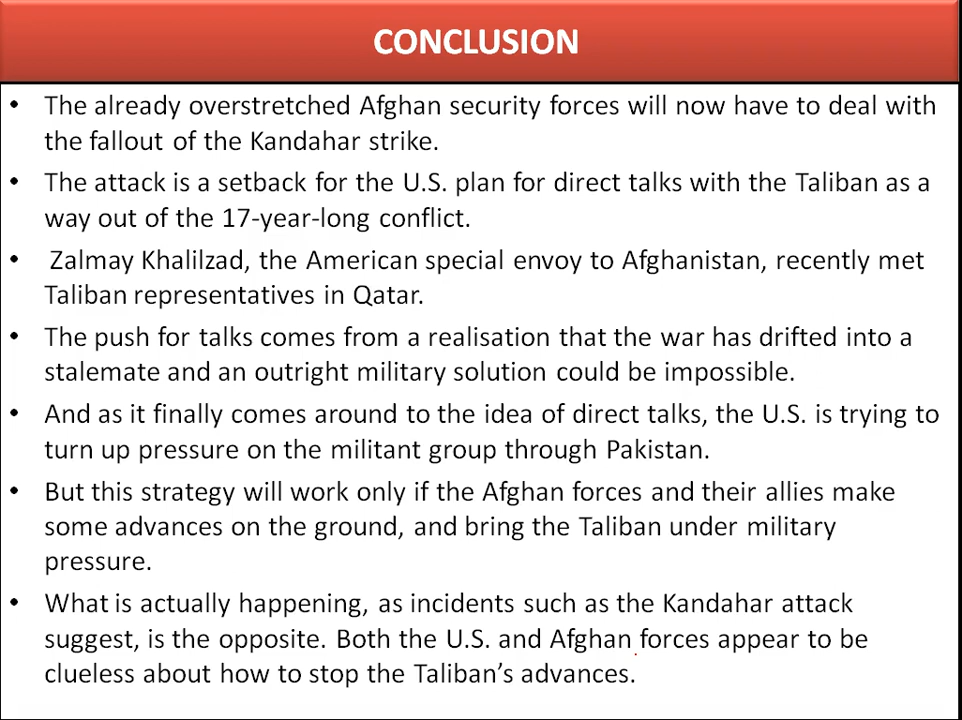 CONCLUSION
• The already overstretched Afghan security forces will now have to deal with
the fallout of the Kandahar strike.
• The attack is a setback for the U.S. plan for direct talks with the Taliban as a
way out of the 17-year-long conflict.
• Zalmay Khalilzad, the American special envoy to Afghanistan, recently met
Taliban representatives in Qatar.
• The push for talks comes from a realisation that the war has drifted into a
stalemate and an outright military solution could be impossible.
• And as it finally comes around to the idea of direct talks, the U.S. is trying to
turn up pressure on the militant group through Pakistan.
• But this strategy will work only if the Afghan forces and their allies make
some advances on the ground, and bring the Taliban under military
pressure.
• What is actually happening, as incidents such as the Kandahar attack
suggest, is the opposite. Both the U.S. and Afghan forces appear to be
clueless about how to stop the Taliban’s advances.